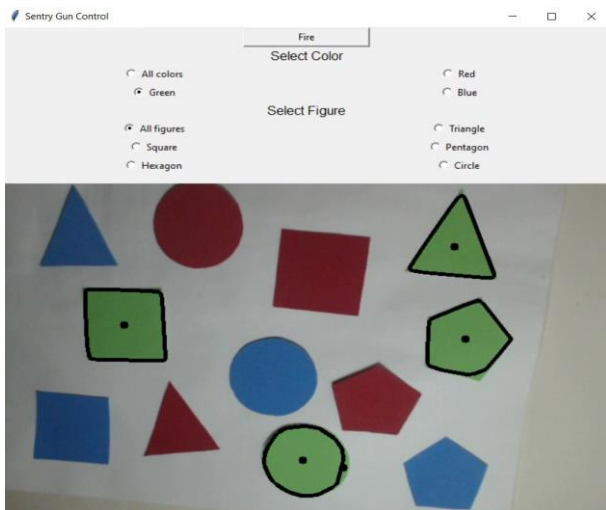 Sentry Gun Control
Fire
Select Color
All colors Red
Green Blue
Select Figure
All figures Triangle
Square Pentagon
Hexagon Circle